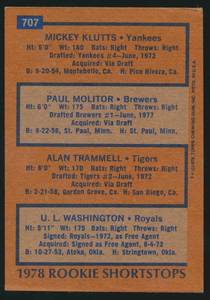 707
MICKEY KLUTTS • Yankees
Ht: 6'0" Wt: 180 Bats: Right Throws: Right
Drafted: Yankees #4—June, 1972
Acquired: Via Draft
B: 9-20-54, Montebello, Ca. H: Pico Rivera, Ca.
PAUL MOLITOR • Brewers
Ht: 6'0" Wt: 175 Bats: Right Throws: Right
Drafted: Brewers #1—June, 1977
Acquired: Via Draft
B: 8-22-56, St. Paul, Minn. H: St. Paul, Minn.
ALAN TRAMMELL • Tigers
Ht: 6'0" Wt: 170 Bats: Right Throws: Right
Drafted: Tigers #2—June,
Acquired: Via Draft
B: 2-21-58, Garden Grove, Ca. H: San Diego, Ca.
U. L. WASHINGTON • Royals
Ht: 5'11" Wt: 175 Bats: Both Throws: Right
Signed: Royals—1972, as Free Agent
Acquired: Signed as Free Agent, 8-4-72
B: 10-27-53, Atoka, Okla. H: Stringtown, Okla.
1978 ROOKIE SHORTSTOPS